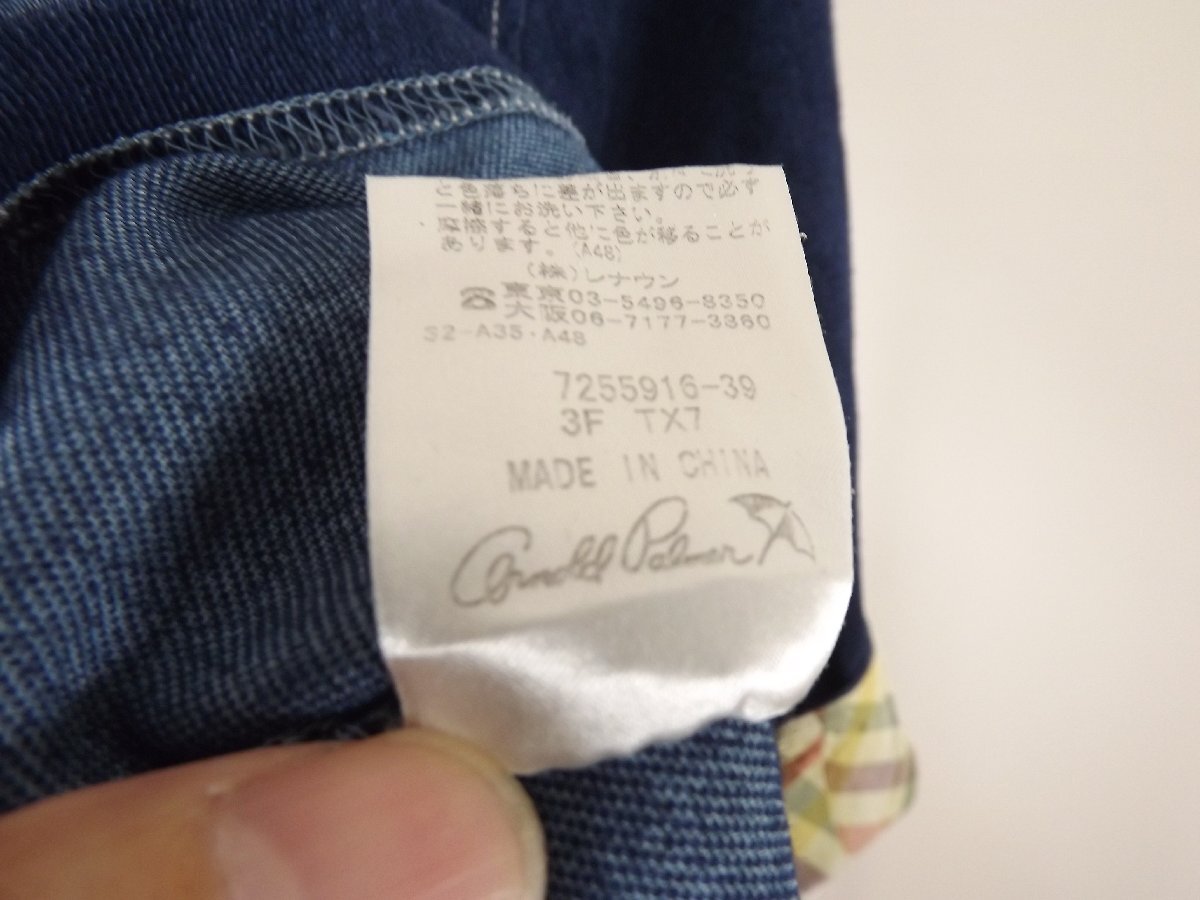 と色落ちに差が出ますので必ず
一緒にお洗い下さい。
・摩擦すると他に色が移ることが
あります。(A48)
(株)レナウン
☎東京03-5496-8350
大阪06-7177-3360
S2-A35・A48
7255916-39
3F TX7
MADE IN CHINA
Arnold Palmer